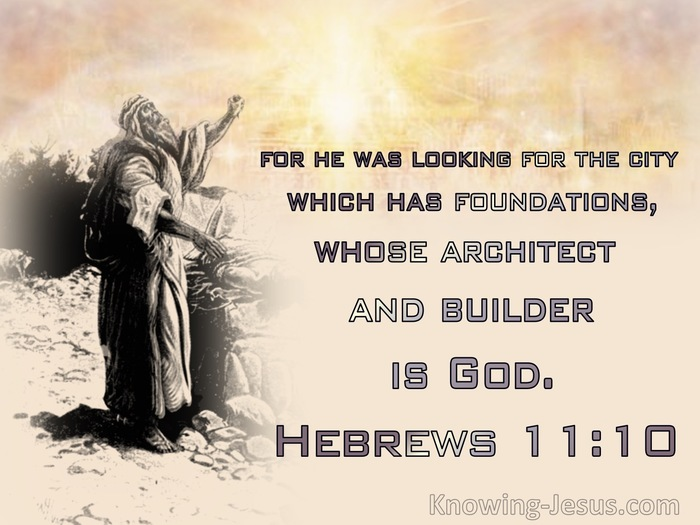 FOR HE WAS LOOKING FOR THE CITY
WHICH HAS FOUNDATIONS,
WHOSE ARCHITECT
AND BUILDER
IS GOD.
HEBREWS 11:10
Knowing-Jesus.com